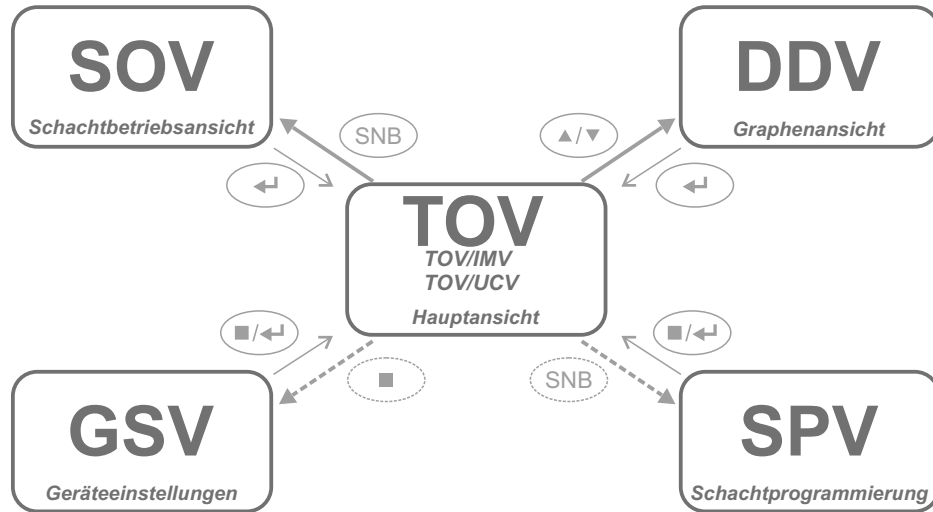 SOV
Schachtbetriebsansicht
DDV
Graphenansicht
SNB
▲/▼
↵
↵
TOV
TOV/IMV
TOV/UCV
Hauptansicht
■/↵
■/↵
■
SNB
GSV
Geräteeinstellungen
SPV
Schachtprogrammierung